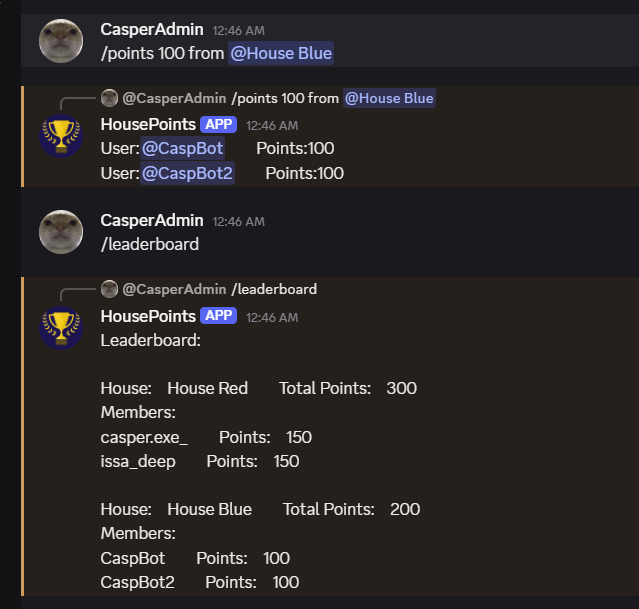 CasperAdmin 12:46 AM
/points 100 from @House Blue
@CasperAdmin /points 100 from @House Blue
HousePoints APP 12:46 AM
User:@CaspBot Points:100
User:@CaspBot2 Points:100
CasperAdmin 12:46 AM
/leaderboard
@CasperAdmin /leaderboard
HousePoints APP 12:46 AM
Leaderboard:
House: House Red Total Points: 300
Members:
casper.exe_ Points: 150
issa_deep Points: 150
House: House Blue Total Points: 200
Members:
CaspBot Points: 100
CaspBot2 Points: 100